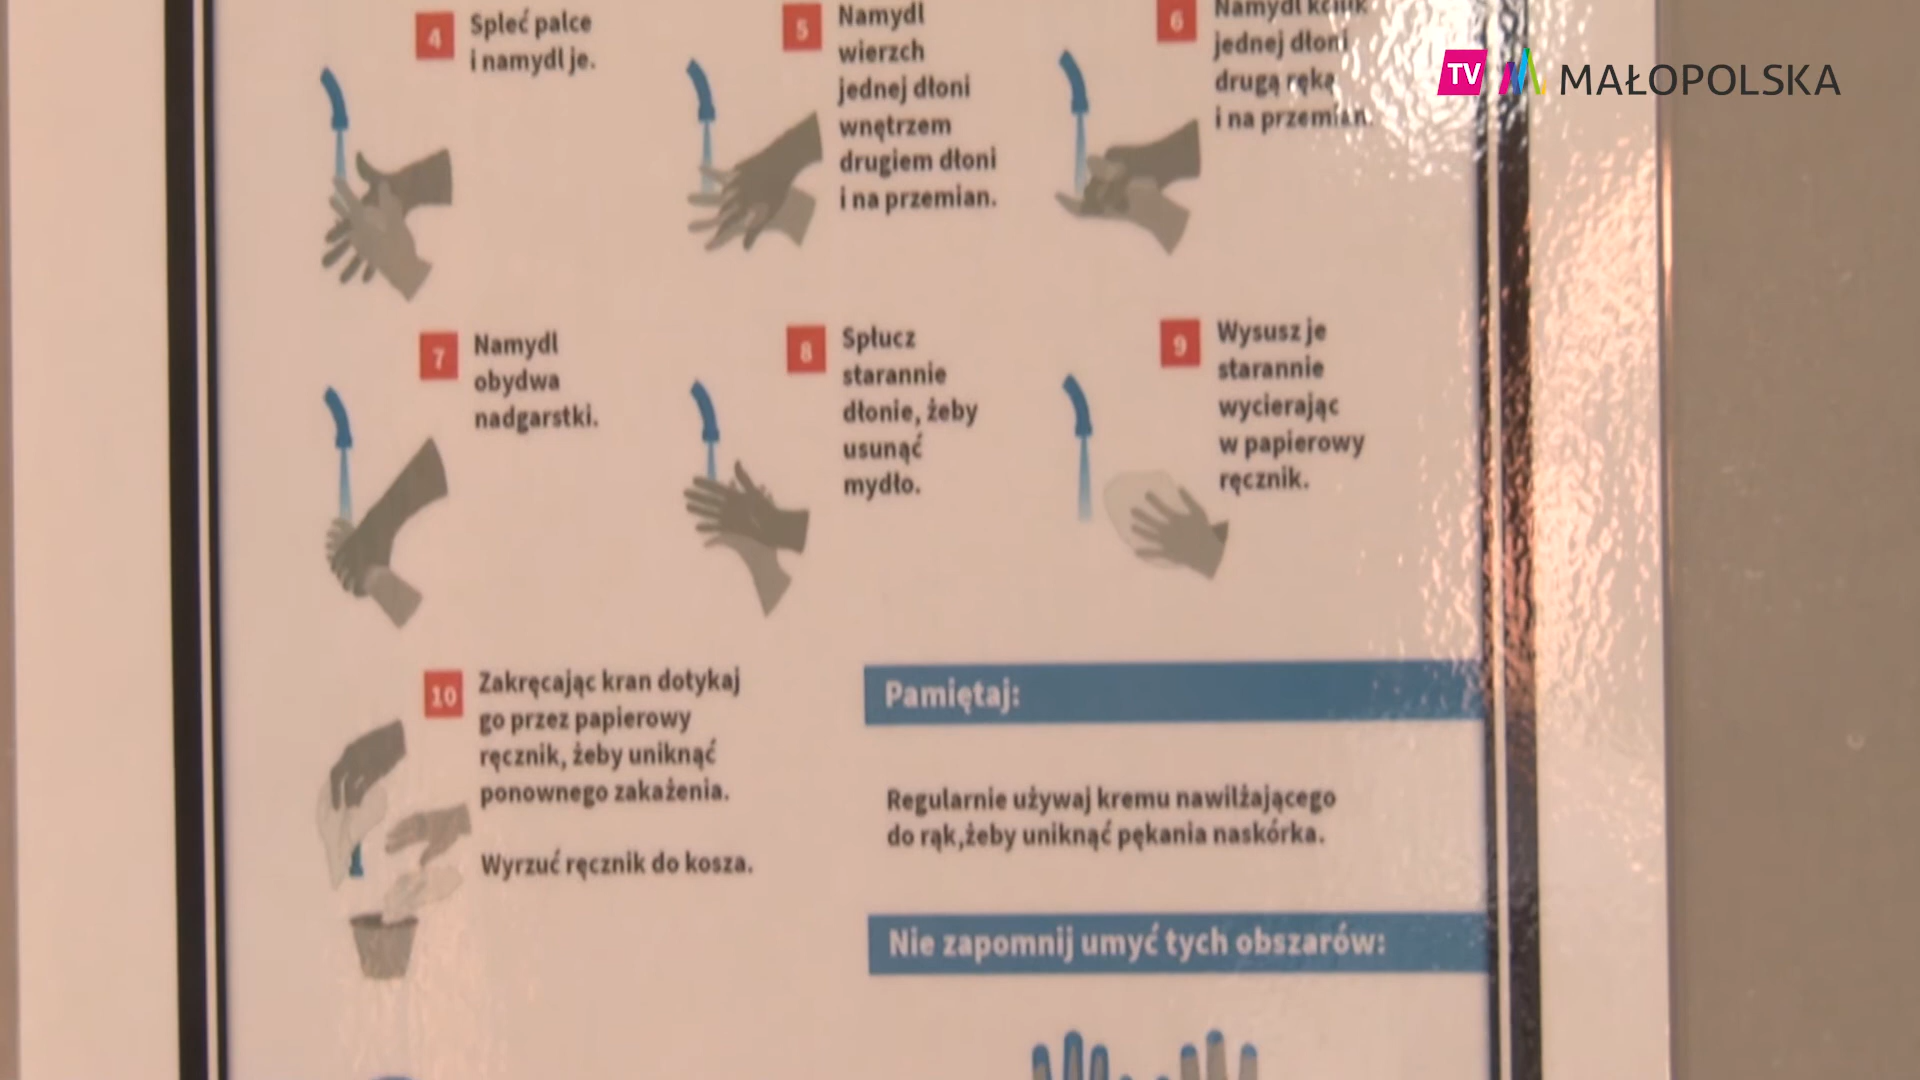 4
Spleć palce
i namydl je.
5
Namydl
wierzch
jednej dłoni
wnętrzem
drugiem dłoni
i na przemian.
6
Namydl kciuk
jednej dłoni
drugą ręką
i na przemian.
TV MAŁOPOLSKA
7
Namydl
obydwa
nadgarstki.
8
Spłucz
starannie
dłonie, żeby
usunąć
mydło.
9
Wysusz je
starannie
wycierając
w papierowy
ręcznik.
10
Zakręcając kran dotykaj
go przez papierowy
ręcznik, żeby uniknąć
ponownego zakażenia.
Wyrzuć ręcznik do kosza.
Pamiętaj:
Regularnie używaj kremu nawilżającego
do rąk,żeby uniknąć pękania naskórka.
Nie zapomnij umyć tych obszarów: